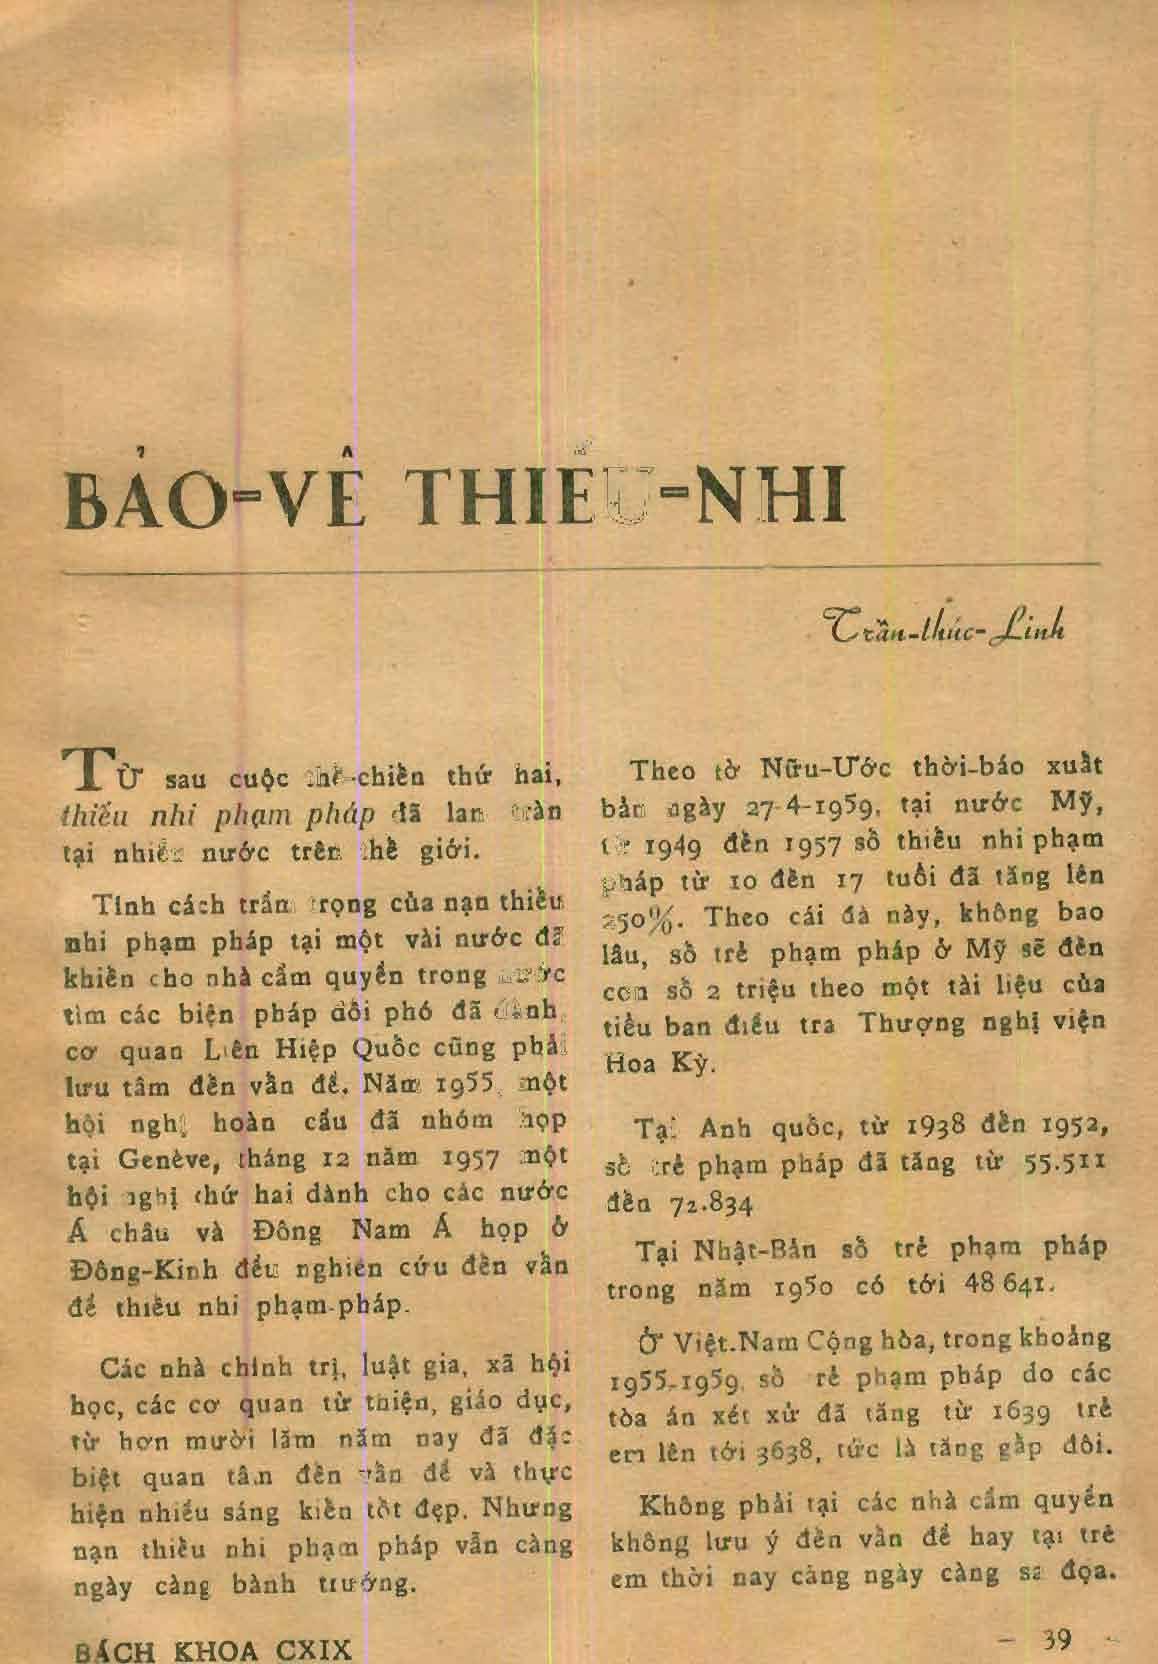 BẢO-VÊ THIẾU-NHI
Trần-thúc-Linh
TỪ sau cuộc thế-chiến thứ hai,
thiếu nhi phạm pháp đã lan tràn
tại nhiều nước trên thế giới.
Tính cách trầm trọng của nạn thiếu
nhi phạm pháp tại một vài nước đã
khiến cho nhà cầm quyền trong nước
tìm các biện pháp đối phó đã đành,
cơ quan Liên Hiệp Quốc cũng phải
lưu tâm đến vấn đề. Năm 1955, một
hội nghị hoàn cầu đã nhóm họp
tại Genève, tháng 12 năm 1957 một
hội nghị thứ hai dành cho các nước
Á châu và Đông Nam Á họp ở
Đông-Kinh đều nghiên cứu đến vấn
đề thiếu nhi phạm-pháp.
Các nhà chính trị, luật gia, xã hội
học, các cơ quan từ thiện, giáo dục,
từ hơn mười lăm năm nay đã đặc
biệt quan tâm đến vấn đề và thực
hiện nhiều sáng kiến tốt đẹp. Nhưng
nạn thiếu nhi phạm pháp vẫn càng
ngày càng bành trướng.
Theo tờ Nữu-Ước thời-báo xuất
bản ngày 27-4-1959, tại nước Mỹ,
từ 1949 đến 1957 số thiếu nhi phạm
pháp từ 10 đến 17 tuổi đã tăng lên
250%. Theo cái đà này, không bao
lâu, số trẻ phạm pháp ở Mỹ sẽ đến
con số 2 triệu theo một tài liệu của
tiểu ban điều tra Thượng nghị viện
Hoa Kỳ.
Tại Anh quốc, từ 1938 đến 1952,
số trẻ phạm pháp đã tăng từ 55.511
đến 72.834
Tại Nhật-Bản số trẻ phạm pháp
trong năm 1950 có tới 48 641.
Ở Việt.Nam Cộng hòa, trong khoảng
1955-1959, số trẻ phạm pháp do các
tòa án xét xử đã tăng từ 1639 trẻ
em lên tới 3638, tức là tăng gấp đôi.
Không phải tại các nhà cầm quyền
không lưu ý đến vấn đề hay tại trẻ
em thời nay càng ngày càng sa đọa.
BÁCH KHOA CXIX
- 39 -